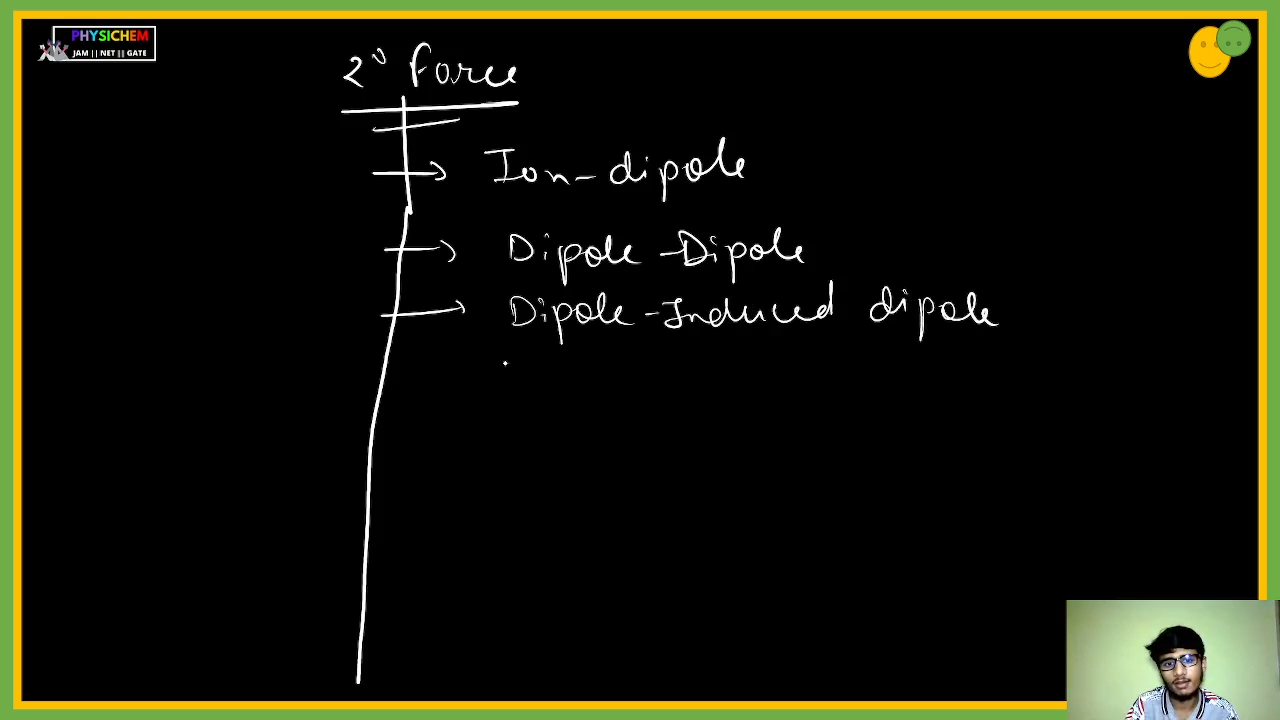 PHYSICHEM
JAM || NET || GATE
2° Force
Ion-dipole
Dipole-Dipole
Dipole-Induced dipole